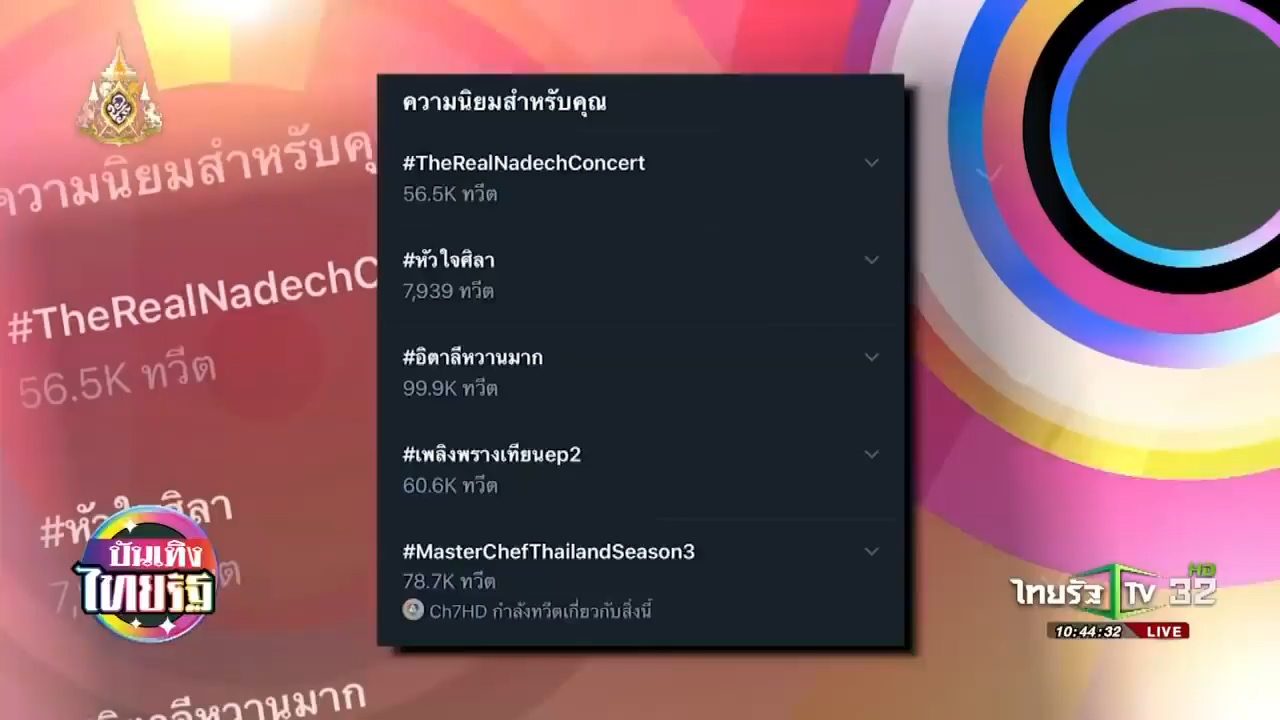 ความนิยมสำหรับคุณ
#TheRealNadechConcert
56.5K ทวีต
#หัวใจศิลา
7,939 ทวีต
#อิตาลีหวานมาก
99.9K ทวีต
#เพลิงพรางเทียนep2
60.6K ทวีต
#MasterChefThailandSeason3
78.7K ทวีต
Ch7HD กำลังทวีตเกี่ยวกับสิ่งนี้
ความนิยมสำหรับคุ
#TheRealNadechC
56.5K ทวีต
บันเทิง
ไทยรัฐ
ไทยรัฐ TV HD 32
10:44:32 LIVE